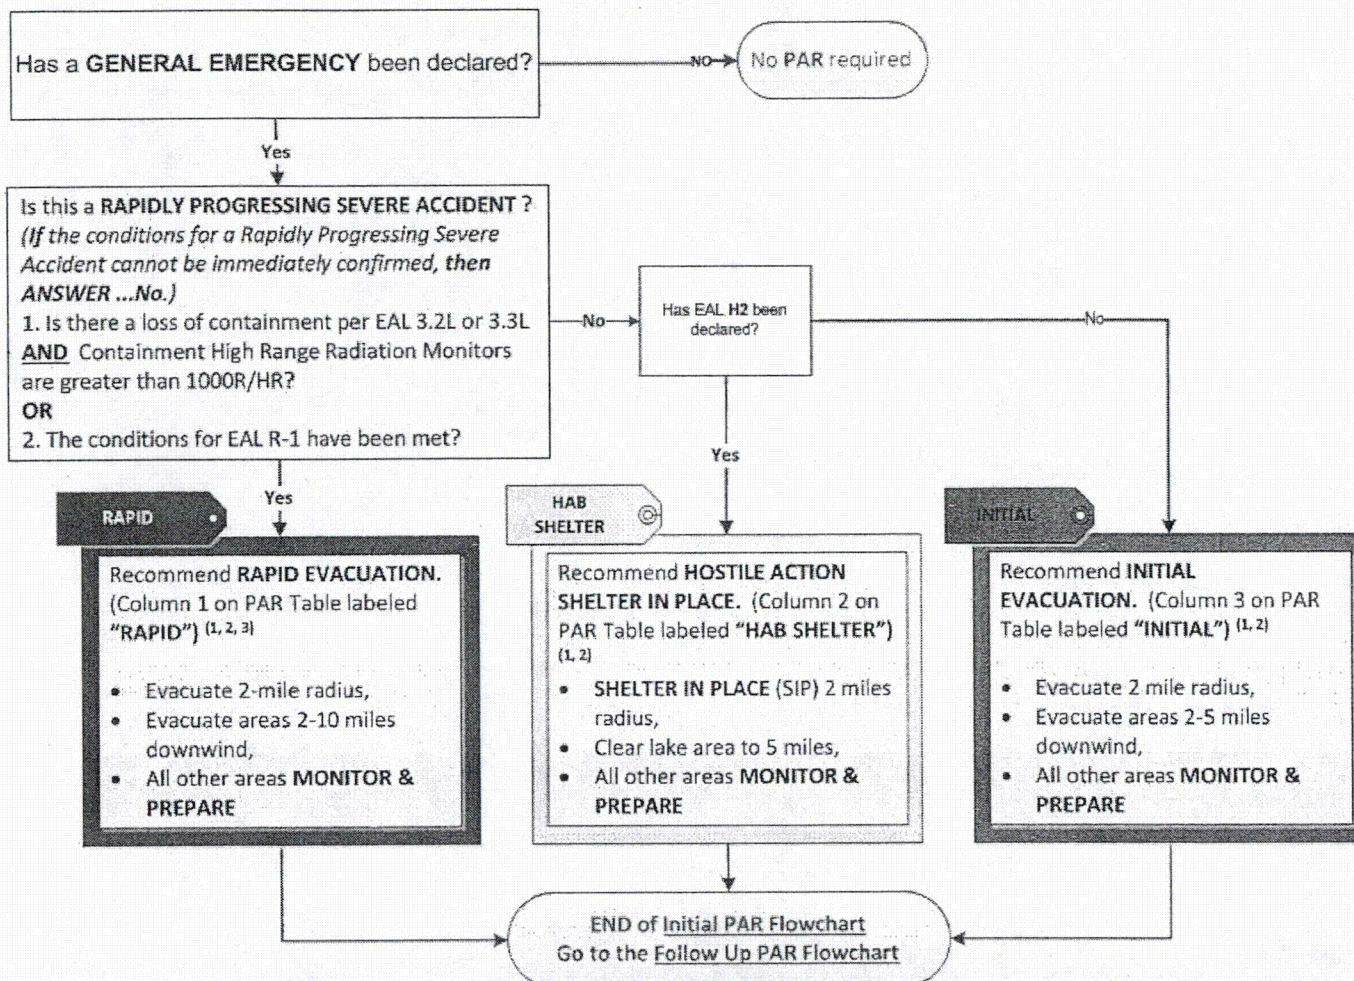 Has a GENERAL EMERGENCY been declared?
NO
No PAR required
Yes
Is this a RAPIDLY PROGRESSING SEVERE ACCIDENT ?
(If the conditions for a Rapidly Progressing Severe
Accident cannot be immediately confirmed, then
ANSWER ...No.)
1. Is there a loss of containment per EAL 3.2L or 3.3L
AND Containment High Range Radiation Monitors
are greater than 1000R/HR?
OR
2. The conditions for EAL R-1 have been met?
No
Has EAL H2 been
declared?
No
Yes
Yes
RAPID
Recommend RAPID EVACUATION.
(Column 1 on PAR Table labeled
"RAPID") (1, 2, 3)
• Evacuate 2-mile radius,
• Evacuate areas 2-10 miles
downwind,
• All other areas MONITOR &
PREPARE
HAB
SHELTER
Recommend HOSTILE ACTION
SHELTER IN PLACE. (Column 2 on
PAR Table labeled "HAB SHELTER")
(1, 2)
• SHELTER IN PLACE (SIP) 2 miles
radius,
• Clear lake area to 5 miles,
• All other areas MONITOR &
PREPARE
INITIAL
Recommend INITIAL
EVACUATION. (Column 3 on PAR
Table labeled "INITIAL") (1, 2)
• Evacuate 2 mile radius,
• Evacuate areas 2-5 miles
downwind,
• All other areas MONITOR &
PREPARE
END of Initial PAR Flowchart
Go to the Follow Up PAR Flowchart